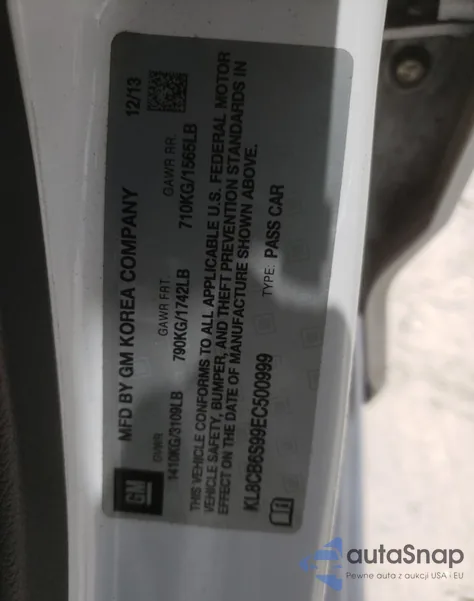 GM
MFD BY GM KOREA COMPANY 12/13
GVWR GAWR FRT GAWR RR.
1410KG/3109LB 790KG/1742LB 710KG/1565LB
THIS VEHICLE CONFORMS TO ALL APPLICABLE U.S. FEDERAL MOTOR
VEHICLE SAFETY, BUMPER, AND THEFT PREVENTION STANDARDS IN
EFFECT ON THE DATE OF MANUFACTURE SHOWN ABOVE.
KL8CB6S99EC500999 TYPE: PASS CAR
autoSnap
Pewne auta z aukcji USA i EU